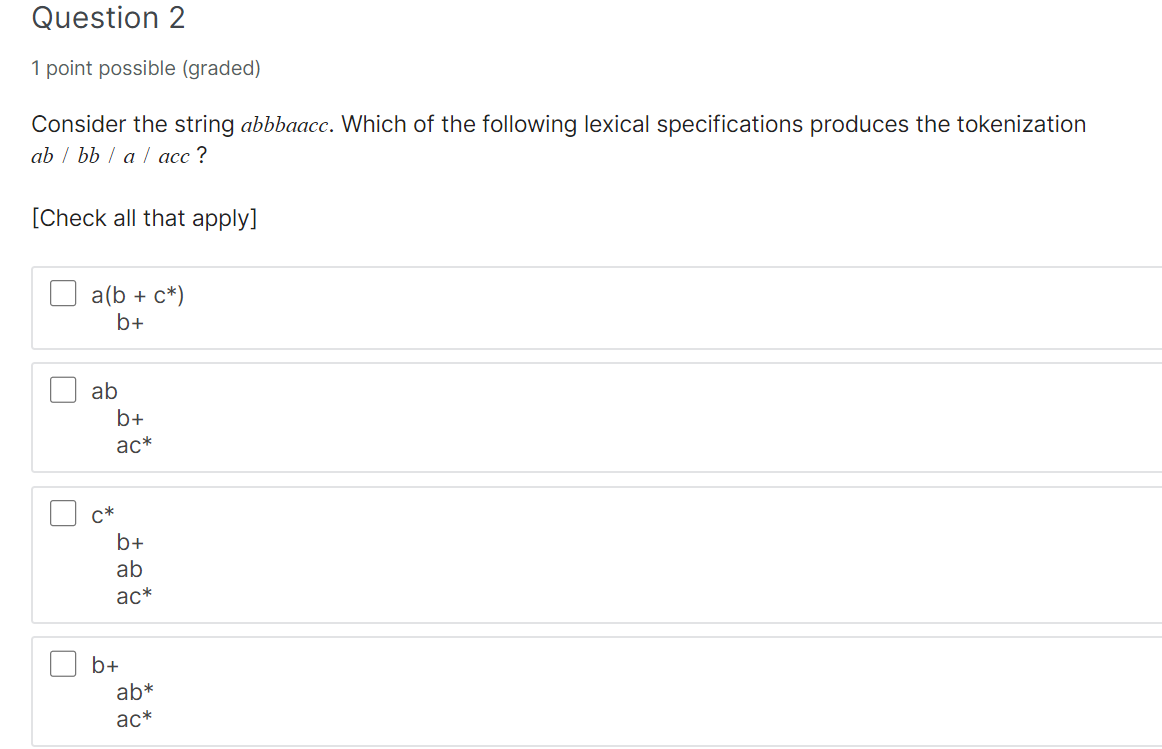 Question 2
1 point possible (graded)
Consider the string abbbaacc. Which of the following lexical specifications produces the tokenization
ab / bb / a / acc ?
[Check all that apply]
a(b + c*)
b+
ab
b+
ac*
c*
b+
ab
ac*
b+
ab*
ac*